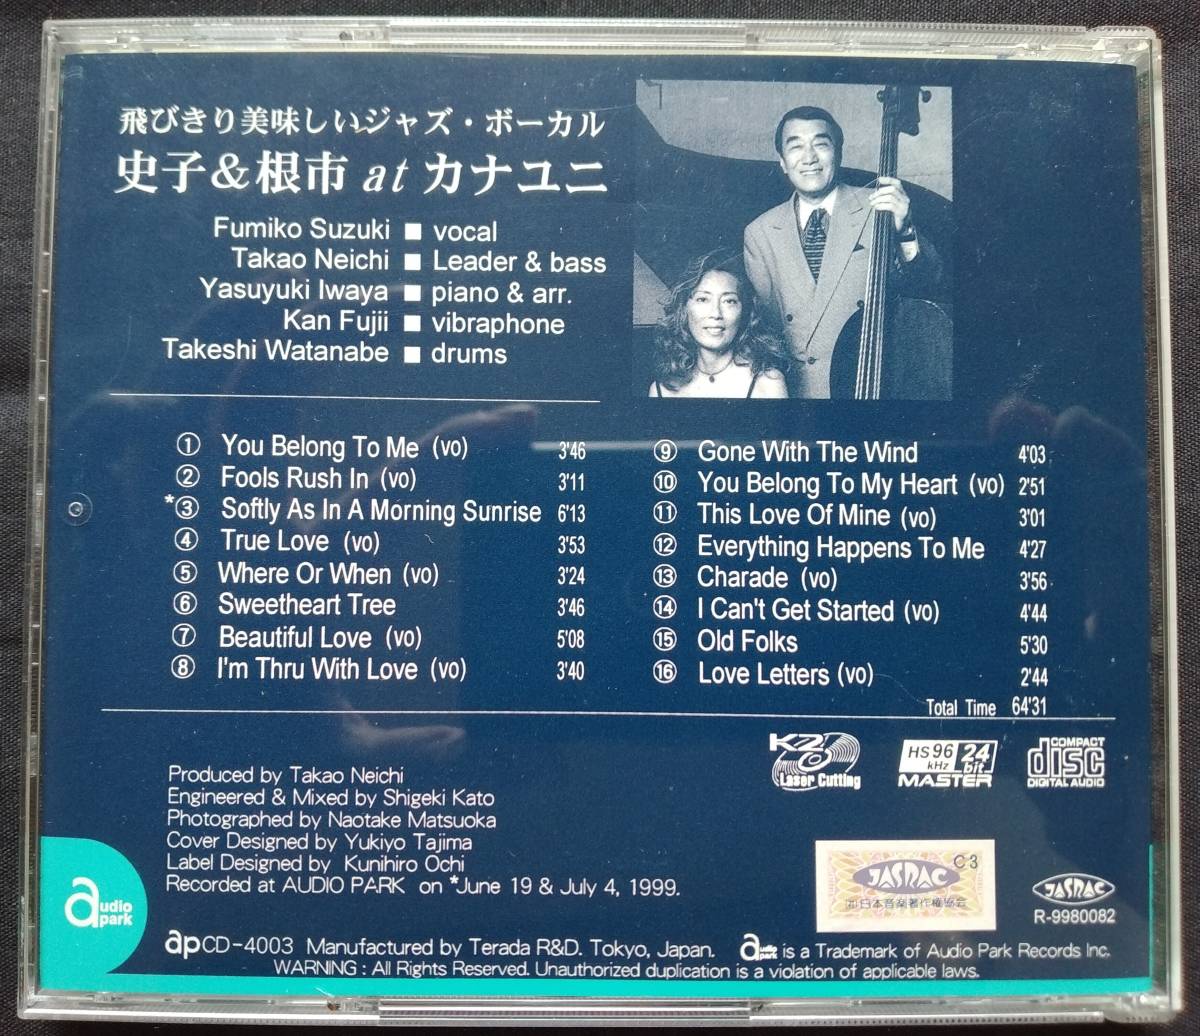 飛びきり美味しいジャズ・ボーカル
史子&根市 at カナユニ
Fumiko Suzuki ■ vocal
Takao Neichi ■ Leader & bass
Yasuyuki Iwaya ■ piano & arr.
Kan Fujii ■ vibraphone
Takeshi Watanabe ■ drums
① You Belong To Me (vo) 3'46
② Fools Rush In (vo) 3'11
*③ Softly As In A Morning Sunrise 6'13
④ True Love (vo) 3'53
⑤ Where Or When (vo) 3'24
⑥ Sweetheart Tree 3'46
⑦ Beautiful Love (vo) 5'08
⑧ I'm Thru With Love (vo) 3'40
⑨ Gone With The Wind 4'03
⑩ You Belong To My Heart (vo) 2'51
⑪ This Love Of Mine (vo) 3'01
⑫ Everything Happens To Me 4'27
⑬ Charade (vo) 3'56
⑭ I Can't Get Started (vo) 4'44
⑮ Old Folks 5'30
⑯ Love Letters (vo) 2'44
Total Time 64'31
K2 Laser Cutting
HS 96 kHz 24 bit MASTER
COMPACT disc DIGITAL AUDIO
Produced by Takao Neichi
Engineered & Mixed by Shigeki Kato
Photographed by Naotake Matsuoka
Cover Designed by Yukiyo Tajima
Label Designed by Kunihiro Ochi
Recorded at AUDIO PARK on *June 19 & July 4, 1999.
C3
JASRAC
㈳日本音楽著作権協会
JASRAC
R-9980082
audio park
apCD-4003 Manufactured by Terada R&D. Tokyo, Japan. audio park is a Trademark of Audio Park Records Inc.
WARNING : All Rights Reserved. Unauthorized duplication is a violation of applicable laws.